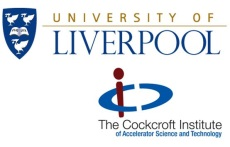 UNIVERSITY OF
LIVERPOOL
The Cockcroft Institute
of Accelerator Science and Technology